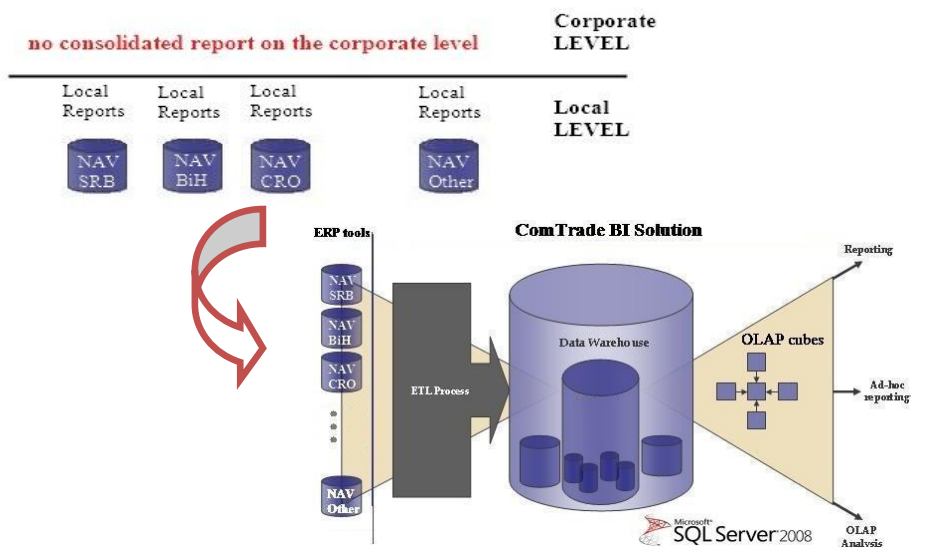 Corporate
LEVEL
no consolidated report on the corporate level
Local
Reports
Local
Reports
Local
Reports
Local
Reports
Local
LEVEL
NAV
SRB
NAV
BiH
NAV
CRO
NAV
Other
ERP tools
ComTrade BI Solution
Reporting
NAV
SRB
NAV
BiH
NAV
CRO
NAV
Other
ETL Process
Data Warehouse
OLAP cubes
Ad-hoc
reporting
OLAP
Analysis
Microsoft®
SQL Server® 2008